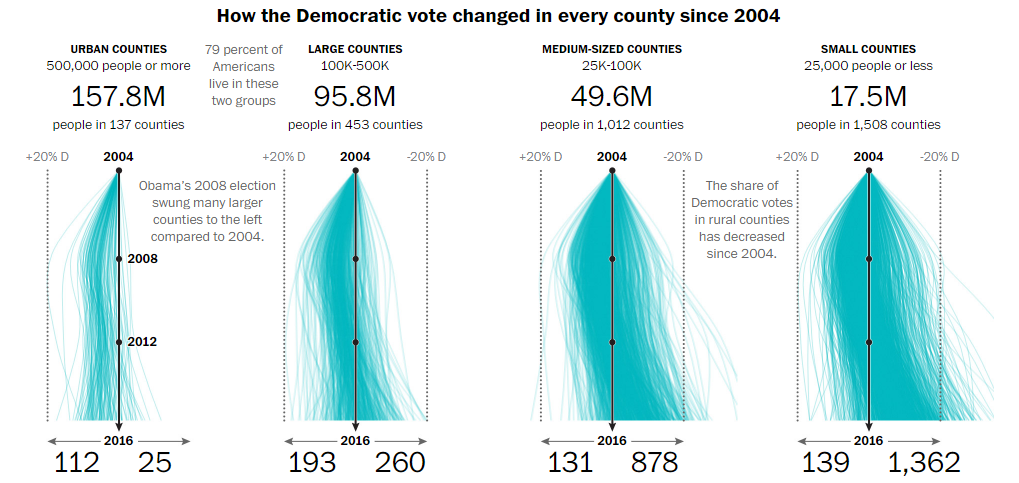 How the Democratic vote changed in every county since 2004
URBAN COUNTIES
500,000 people or more
157.8M
people in 137 counties
79 percent of
Americans
live in these
two groups
LARGE COUNTIES
100K-500K
95.8M
people in 453 counties
MEDIUM-SIZED COUNTIES
25K-100K
49.6M
people in 1,012 counties
SMALL COUNTIES
25,000 people or less
17.5M
people in 1,508 counties
+20% D
2004
+20% D
2004
-20% D
+20% D
2004
-20% D
+20% D
2004
-20% D
Obama's 2008 election
swung many larger
counties to the left
compared to 2004.
The share of
Democratic votes
in rural counties
has decreased
since 2004.
2008
2012
2016
112
25
2016
193
260
2016
131
878
2016
139
1,362